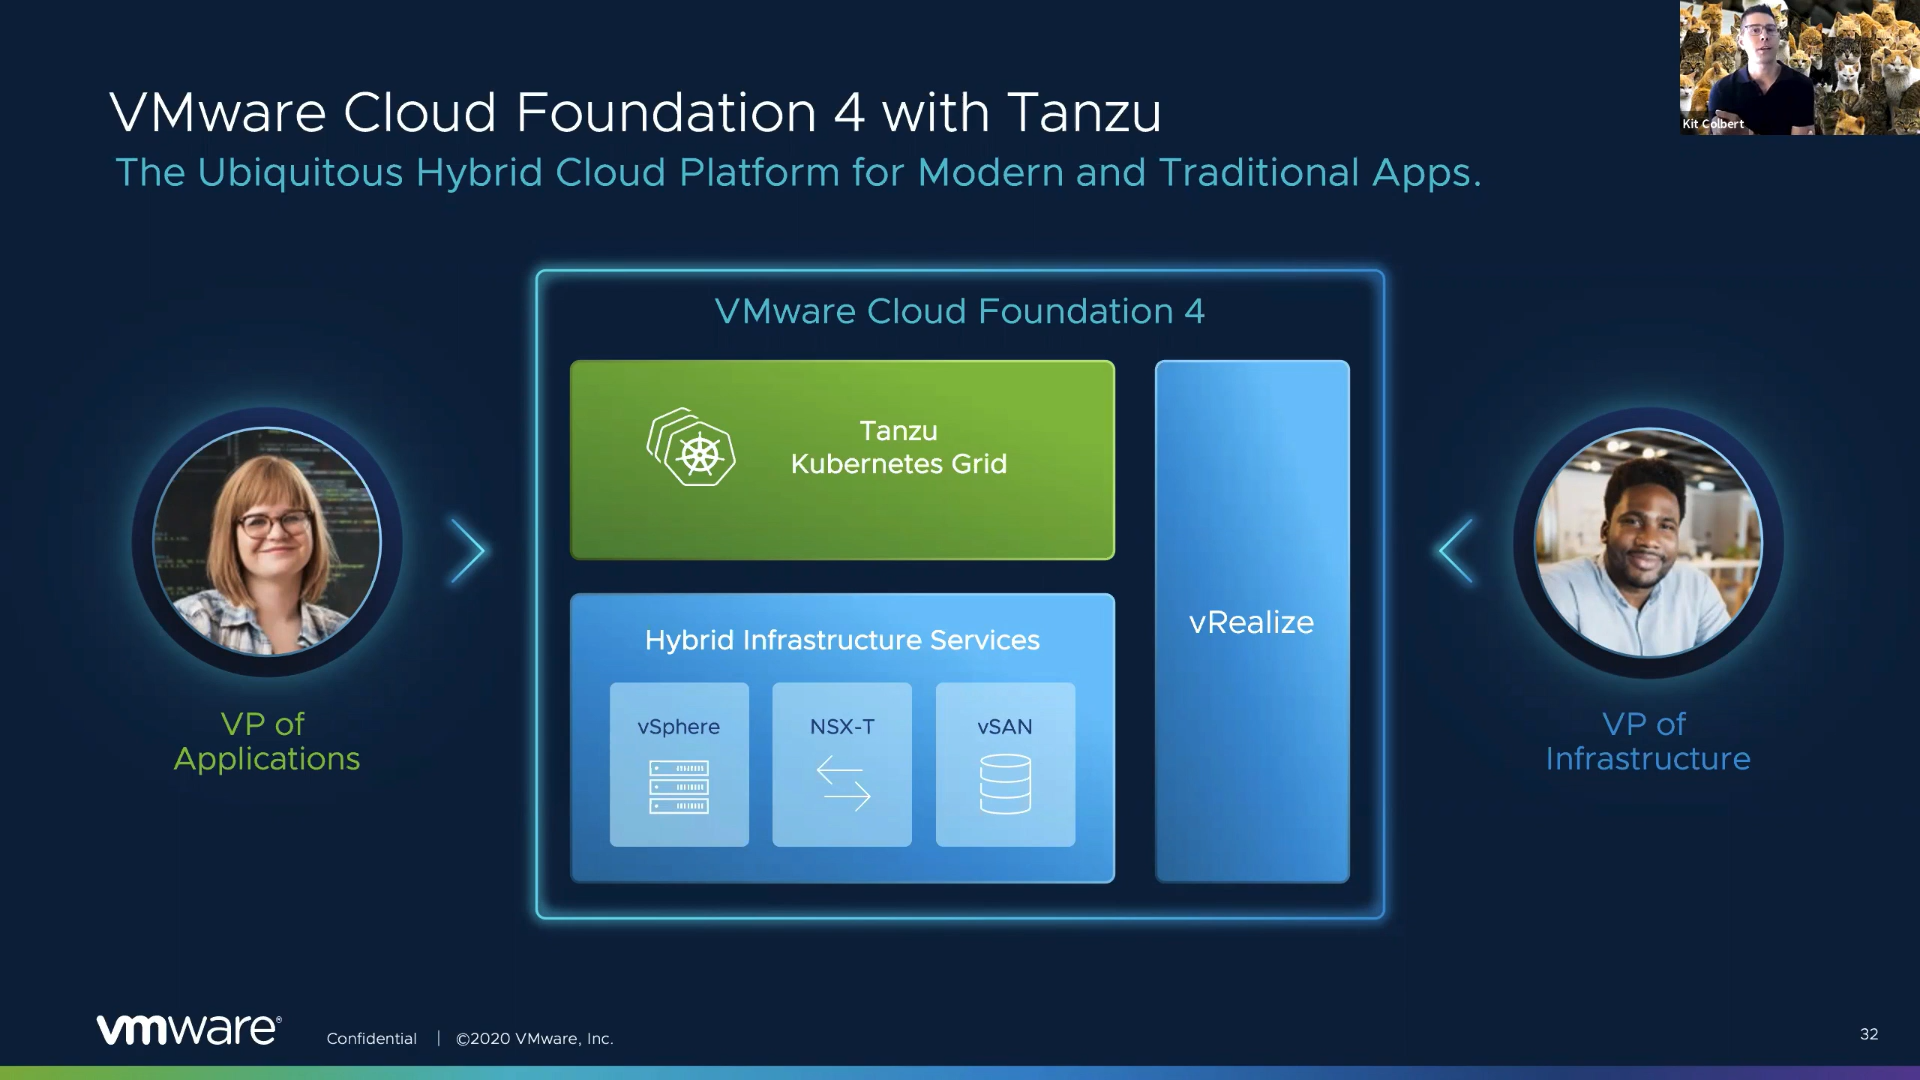 VMware Cloud Foundation 4 with Tanzu
The Ubiquitous Hybrid Cloud Platform for Modern and Traditional Apps.
Kit Colbert
VMware Cloud Foundation 4
Tanzu
Kubernetes Grid
Hybrid Infrastructure Services
vSphere
NSX-T
vSAN
vRealize
VP of
Applications
VP of
Infrastructure
vmware®
Confidential | ©2020 VMware, Inc.
32